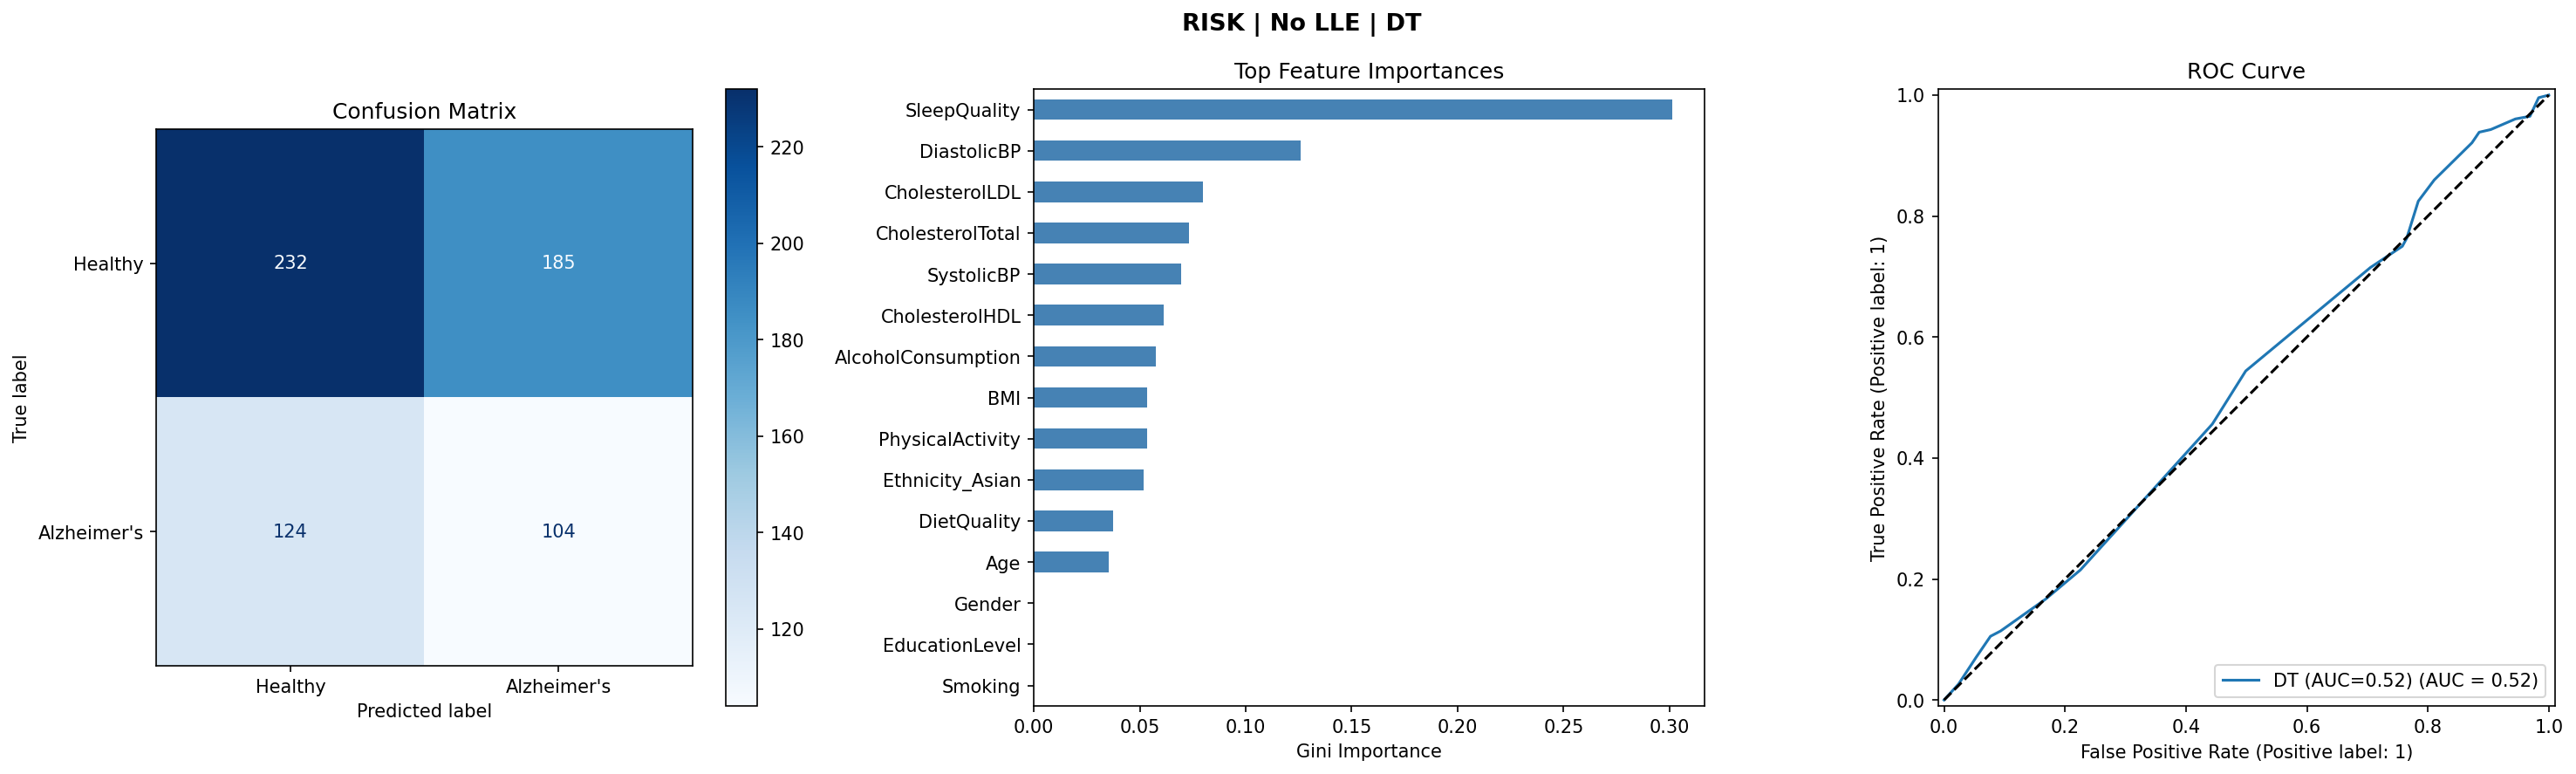 RISK | No LLE | DT
Confusion Matrix
True label
Healthy
Alzheimer's
232
185
124
104
Healthy
Alzheimer's
Predicted label
220
200
180
160
140
120
Top Feature Importances
SleepQuality
DiastolicBP
CholesterolLDL
CholesterolTotal
SystolicBP
CholesterolHDL
AlcoholConsumption
BMI
PhysicalActivity
Ethnicity_Asian
DietQuality
Age
Gender
EducationLevel
Smoking
0.00
0.05
0.10
0.15
0.20
0.25
0.30
Gini Importance
ROC Curve
True Positive Rate (Positive label: 1)
1.0
0.8
0.6
0.4
0.2
0.0
DT (AUC=0.52) (AUC = 0.52)
0.0
0.2
0.4
0.6
0.8
1.0
False Positive Rate (Positive label: 1)